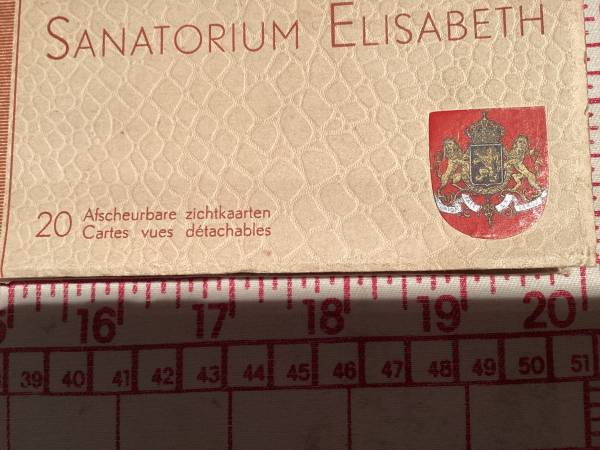 SANATORIUM ELISABETH
20 Afscheurbare zichtkaarten
Cartes vues détachables
16 17 18 19 20
39 40 41 42 43 44 45 46 47 48 49 50 51